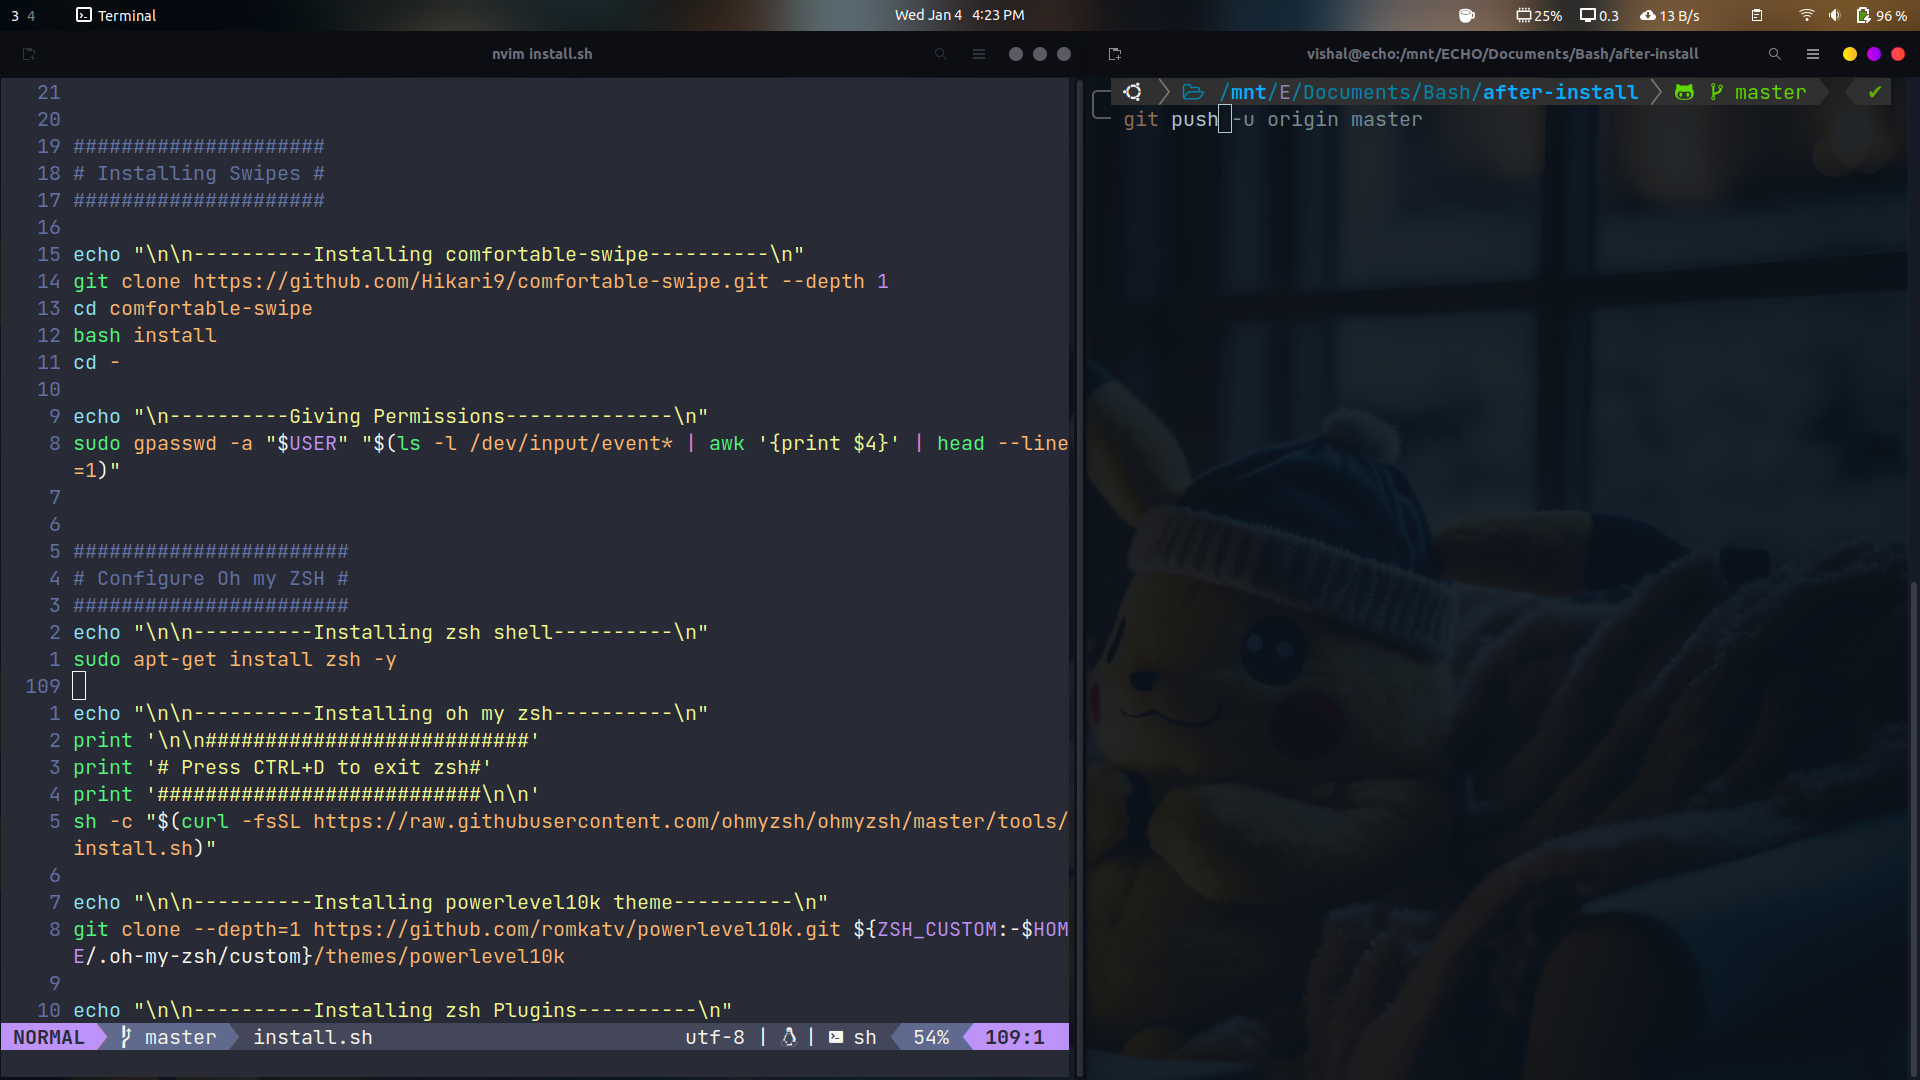 3 4 Terminal Wed Jan 4 4:23 PM 25% 0.3 13 B/s 96 %
nvim install.sh
21
20
19 #####################
18 # Installing Swipes #
17 #####################
16
15 echo "\n\n----------Installing comfortable-swipe----------\n"
14 git clone https://github.com/Hikari9/comfortable-swipe.git --depth 1
13 cd comfortable-swipe
12 bash install
11 cd -
10
9 echo "\n----------Giving Permissions--------------\n"
8 sudo gpasswd -a "$USER" "$(ls -l /dev/input/event* | awk '{print $4}' | head --line
=1)"
7
6
5 #######################
4 # Configure Oh my ZSH #
3 #######################
2 echo "\n\n----------Installing zsh shell----------\n"
1 sudo apt-get install zsh -y
109
1 echo "\n\n----------Installing oh my zsh----------\n"
2 print '\n\n###########################'
3 print '# Press CTRL+D to exit zsh#'
4 print '###########################\n\n'
5 sh -c "$(curl -fsSL https://raw.githubusercontent.com/ohmyzsh/ohmyzsh/master/tools/
install.sh)"
6
7 echo "\n\n----------Installing powerlevel10k theme----------\n"
8 git clone --depth=1 https://github.com/romkatv/powerlevel10k.git ${ZSH_CUSTOM:-$HOM
E/.oh-my-zsh/custom}/themes/powerlevel10k
9
10 echo "\n\n----------Installing zsh Plugins----------\n"
NORMAL master install.sh utf-8 | | sh 54% 109:1
vishal@echo:/mnt/ECHO/Documents/Bash/after-install
/mnt/E/Documents/Bash/after-install master ✔
git push -u origin master